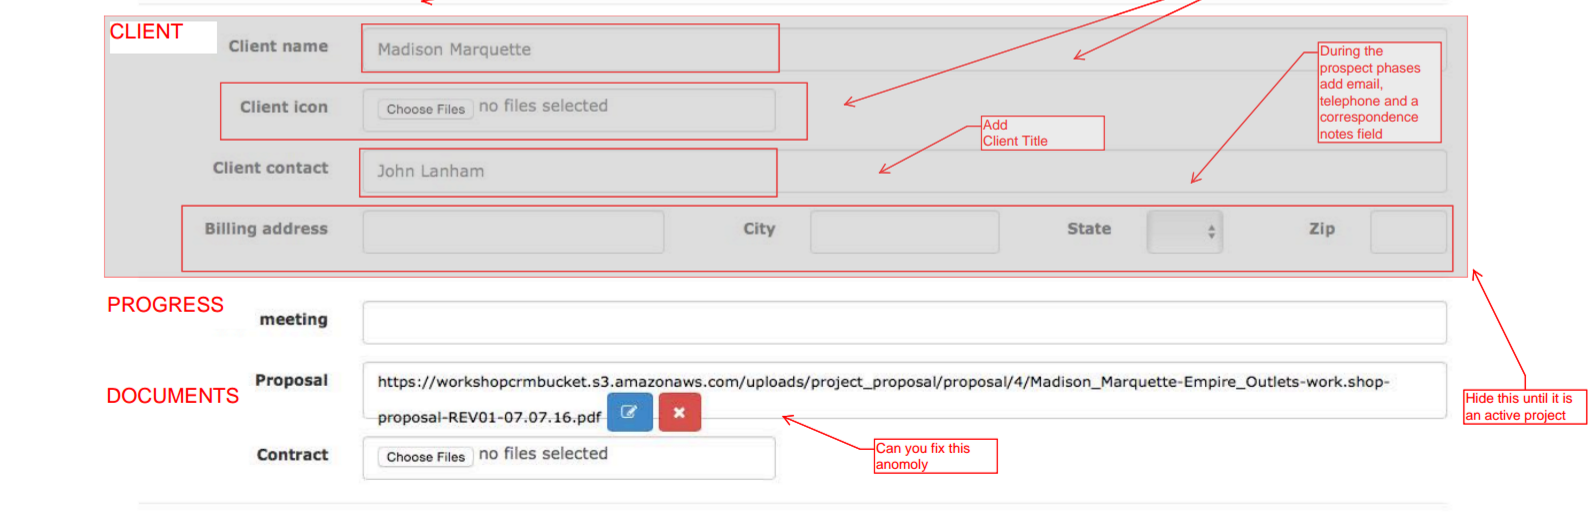 CLIENT
Client name
Madison Marquette
During the
prospect phases
add email,
telephone and a
correspondence
notes field
Client icon
Choose Files no files selected
Add
Client Title
Client contact
John Lanham
Billing address
City
State
Zip
PROGRESS
meeting
DOCUMENTS
Proposal
https://workshopcrmbucket.s3.amazonaws.com/uploads/project_proposal/proposal/4/Madison_Marquette-Empire_Outlets-work.shop-
proposal-REV01-07.07.16.pdf
Hide this until it is
an active project
Can you fix this
anomoly
Contract
Choose Files no files selected